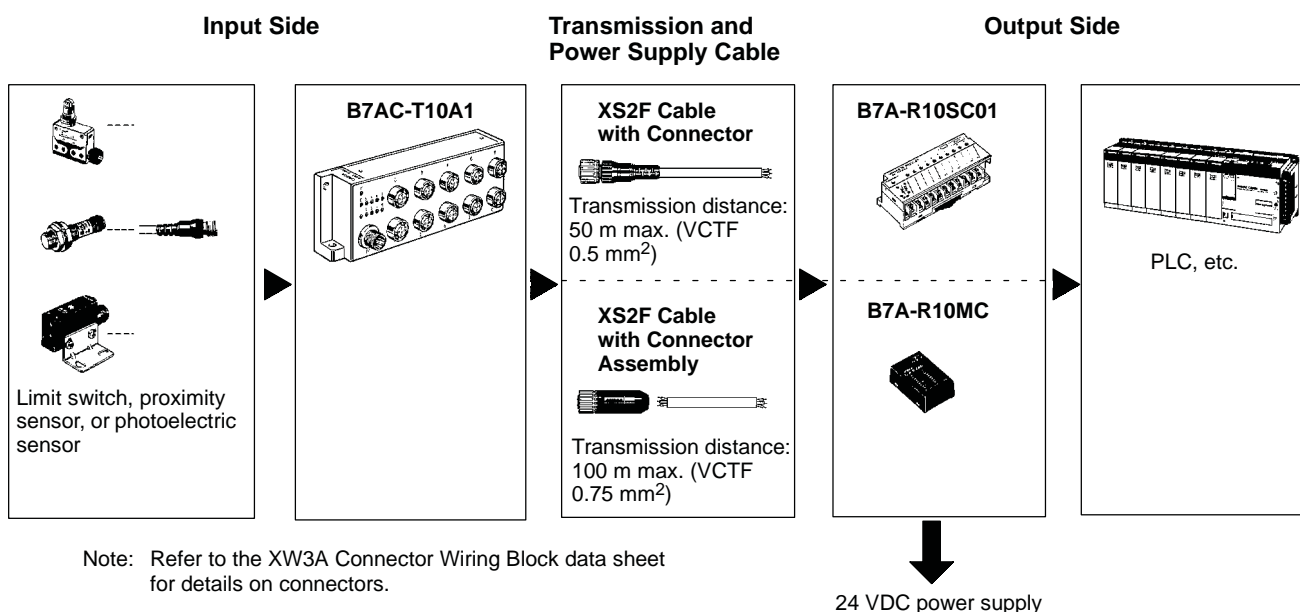 Input Side
Transmission and
Power Supply Cable
Output Side
Limit switch, proximity
sensor, or photoelectric
sensor
B7AC-T10A1
XS2F Cable
with Connector
Transmission distance:
50 m max. (VCTF
0.5 mm²)
XS2F Cable
with Connector
Assembly
Transmission distance:
100 m max. (VCTF
0.75 mm²)
B7A-R10SC01
B7A-R10MC
PLC, etc.
24 VDC power supply
Note: Refer to the XW3A Connector Wiring Block data sheet
for details on connectors.